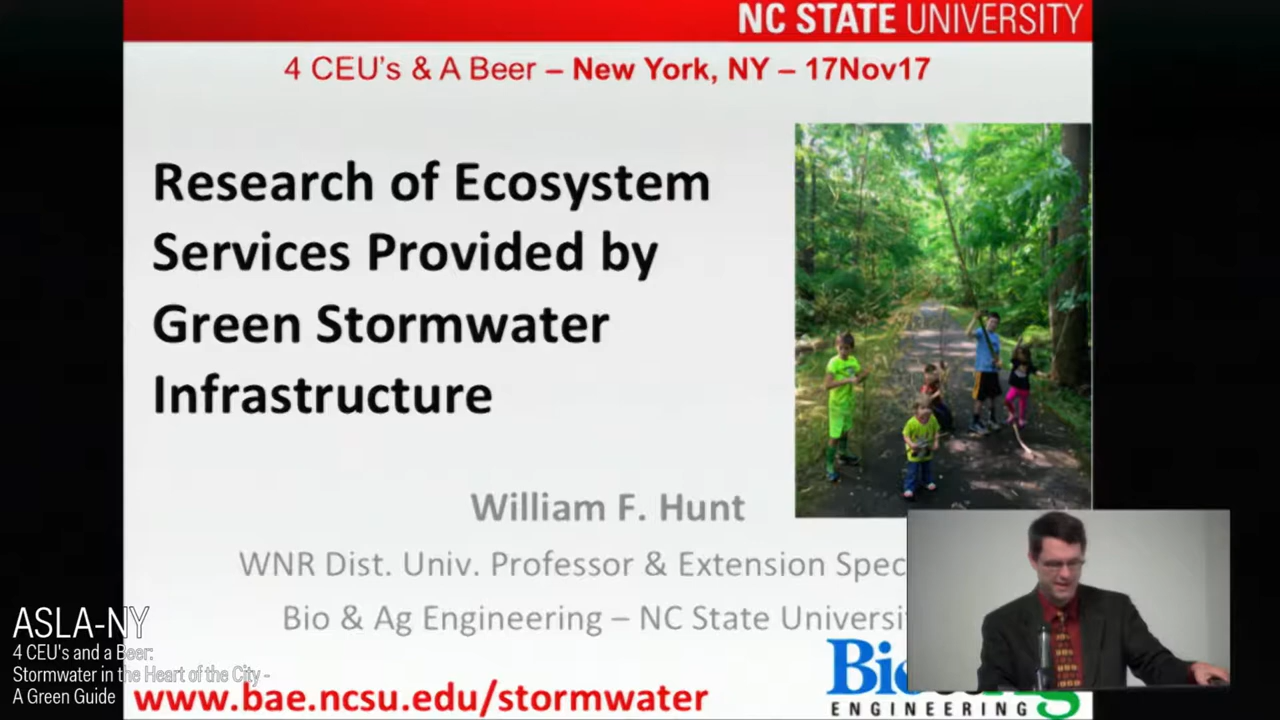 NC STATE UNIVERSITY
4 CEU's & A Beer – New York, NY – 17Nov17
Research of Ecosystem
Services Provided by
Green Stormwater
Infrastructure
William F. Hunt
WNR Dist. Univ. Professor & Extension Spec
Bio & Ag Engineering – NC State Universit
www.bae.ncsu.edu/stormwater
ENGINEERING
ASLA-NY
4 CEU's and a Beer:
Stormwater in the Heart of the City -
A Green Guide